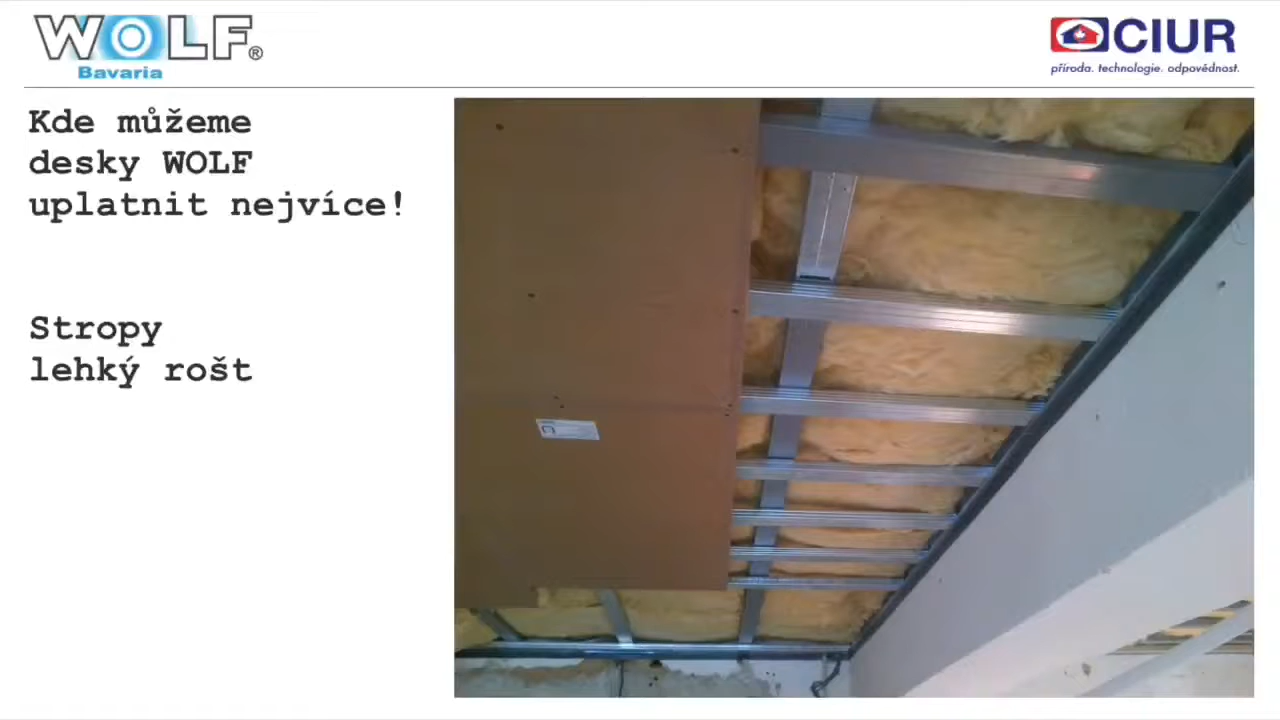 WOLF®
Bavaria
CIUR
příroda. technologie. odpovědnost.
Kde můžeme
desky WOLF
uplatnit nejvíce!
Stropy
lehký rošt